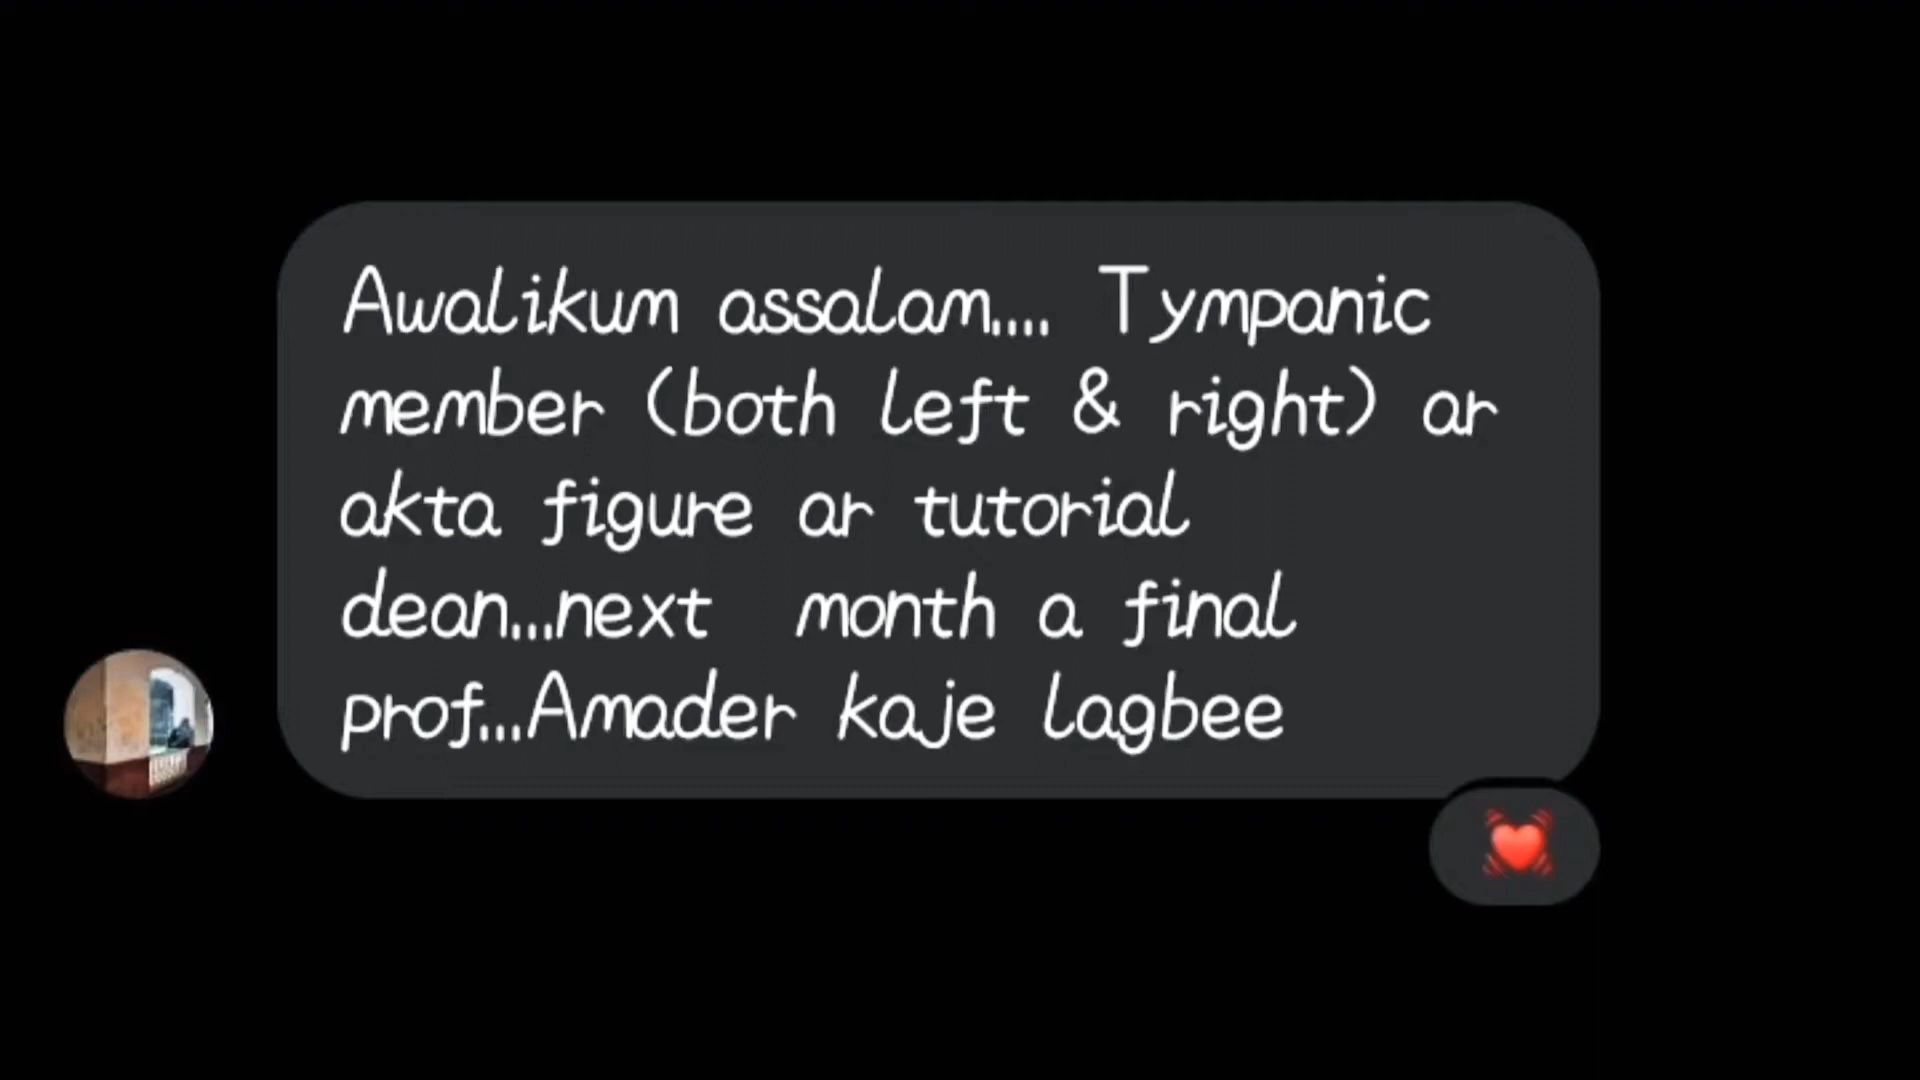 Awalikum assalam.... Tympanic
member (both left & right) ar
akta figure ar tutorial
dean...next month a final
prof...Amader kaje lagbee